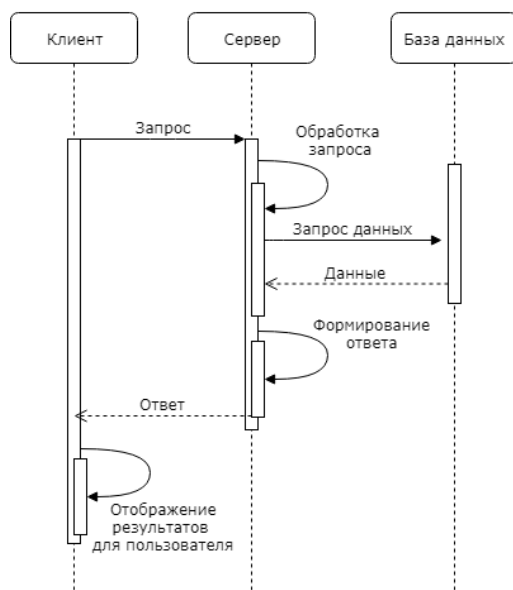 Клиент
Сервер
База данных
Запрос
Обработка
запроса
Запрос данных
Данные
Формирование
ответа
Ответ
Отображение
результатов
для пользователя